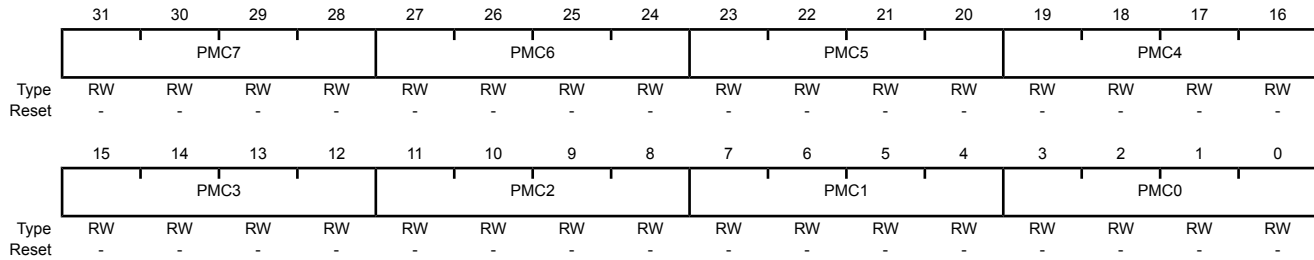 31 30 29 28 27 26 25 24 23 22 21 20 19 18 17 16
PMC7 PMC6 PMC5 PMC4
Type RW RW RW RW RW RW RW RW RW RW RW RW RW RW RW RW
Reset - - - - - - - - - - - - - - - -
15 14 13 12 11 10 9 8 7 6 5 4 3 2 1 0
PMC3 PMC2 PMC1 PMC0
Type RW RW RW RW RW RW RW RW RW RW RW RW RW RW RW RW
Reset - - - - - - - - - - - - - - - -